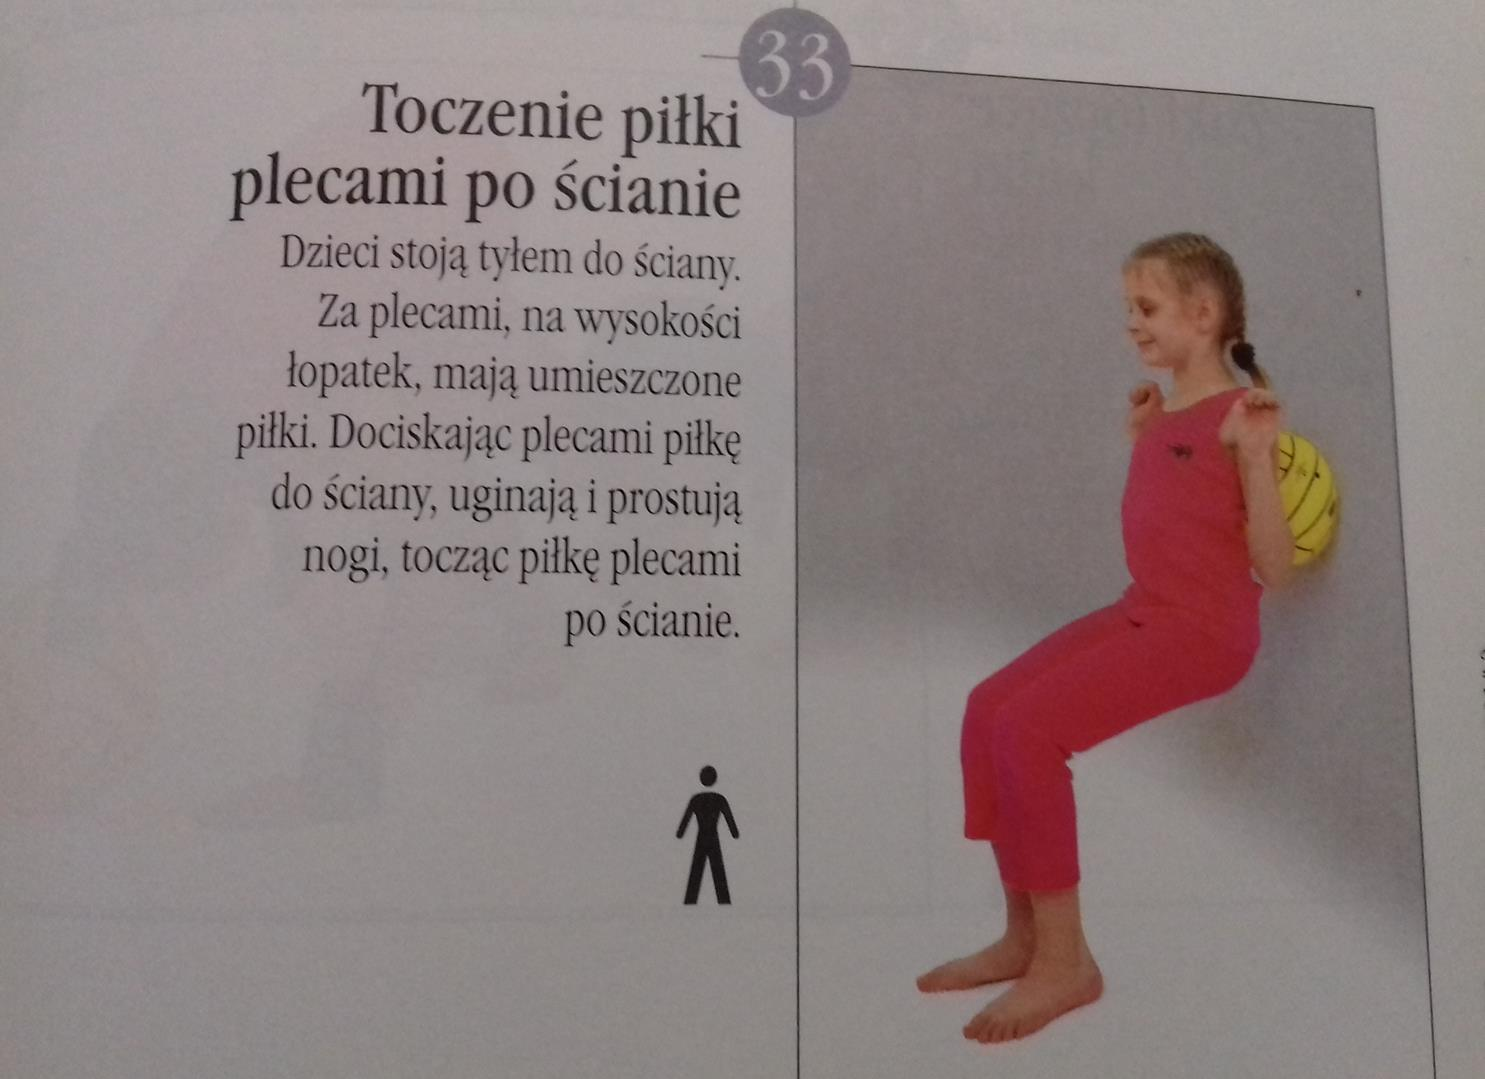 33
Toczenie piłki
plecami po ścianie
Dzieci stoją tyłem do ściany.
Za plecami, na wysokości
łopatek, mają umieszczone
piłki. Dociskając plecami piłkę
do ściany, uginają i prostują
nogi, tocząc piłkę plecami
po ścianie.